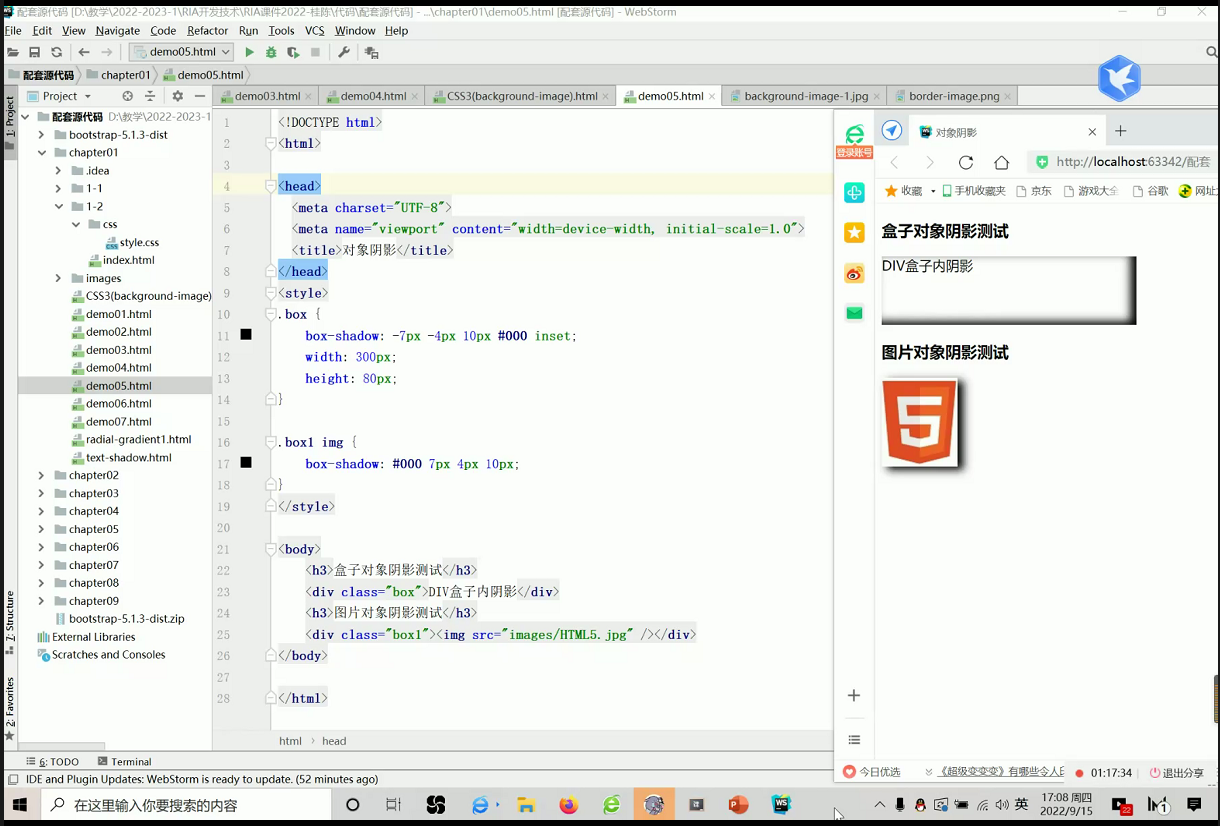 配套源代码 [D:\教学\2022-2023-1\RIA开发技术\RIA课件2022-桂陈\代码\配套源代码] - ...\chapter01\demo05.html [配套源代码] - WebStorm
File Edit View Navigate Code Refactor Run Tools VCS Window Help
demo05.html
配套源代码 chapter01 demo05.html
Project
demo03.html demo04.html CSS3(background-image).html demo05.html background-image-1.jpg border-image.png
1: Project
7: Structure
2: Favorites
配套源代码 D:\教学\2022-2023-1
bootstrap-5.1.3-dist
chapter01
.idea
1-1
1-2
css
style.css
index.html
images
CSS3(background-image)
demo01.html
demo02.html
demo03.html
demo04.html
demo05.html
demo06.html
demo07.html
radial-gradient1.html
text-shadow.html
chapter02
chapter03
chapter04
chapter05
chapter06
chapter07
chapter08
chapter09
bootstrap-5.1.3-dist.zip
External Libraries
Scratches and Consoles
1 <!DOCTYPE html>
2 <html>
3
4 <head>
5 <meta charset="UTF-8">
6 <meta name="viewport" content="width=device-width, initial-scale=1.0">
7 <title>对象阴影</title>
8 </head>
9 <style>
10 .box {
11 box-shadow: -7px -4px 10px #000 inset;
12 width: 300px;
13 height: 80px;
14 }
15
16 .box1 img {
17 box-shadow: #000 7px 4px 10px;
18 }
19 </style>
20
21 <body>
22 <h3>盒子对象阴影测试</h3>
23 <div class="box">DIV盒子内阴影</div>
24 <h3>图片对象阴影测试</h3>
25 <div class="box1"><img src="images/HTML5.jpg" /></div>
26 </body>
27
28 </html>
html › head
登录账号
对象阴影
http://localhost:63342/配套
收藏 手机收藏夹 京东 游戏大全 谷歌 网址
盒子对象阴影测试
DIV盒子内阴影
图片对象阴影测试
5
今日优选 《超级变变变》有哪些令人 01:17:34 退出分享
6: TODO Terminal
IDE and Plugin Updates: WebStorm is ready to update. (52 minutes ago)
在这里输入你要搜索的内容
英 17:08 周四
2022/9/15
22
1